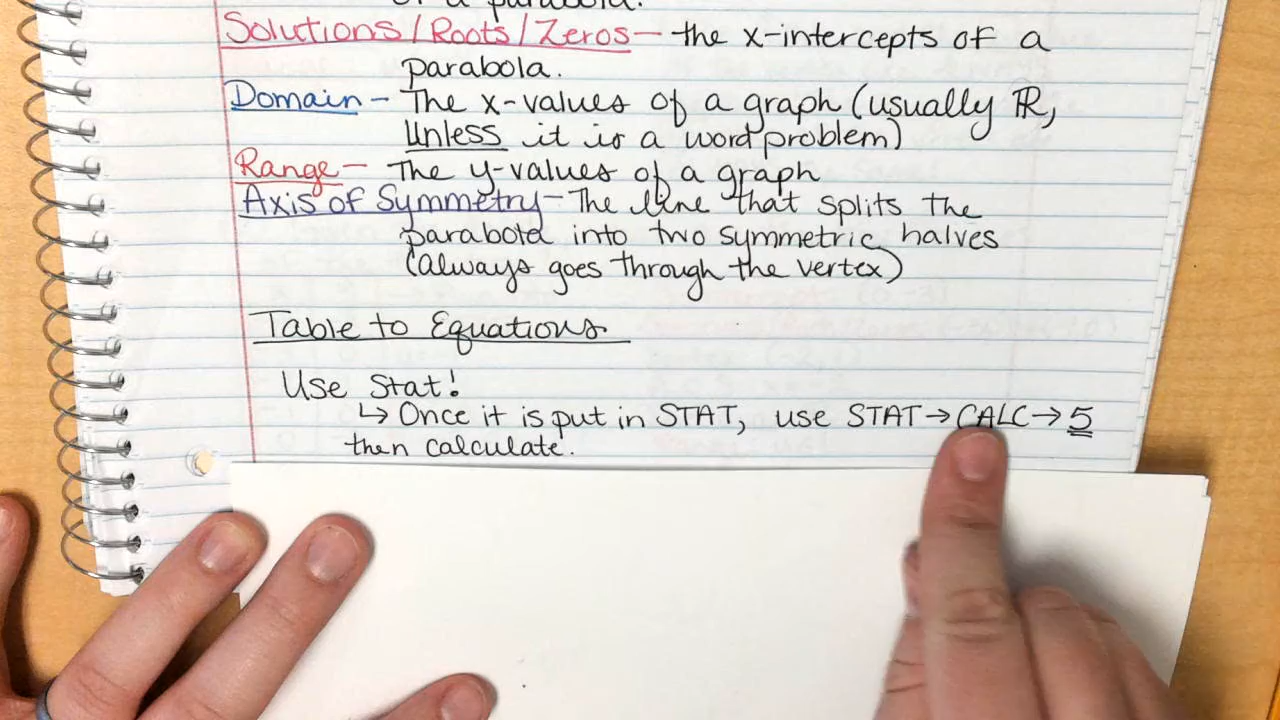 of a parabola.
Solutions/Roots/Zeros- the x-intercepts of a
parabola.
Domain- The x-values of a graph (usually ℝ,
unless it is a word problem)
Range- The y-values of a graph
Axis of Symmetry-The line that splits the
parabola into two symmetric halves
(always goes through the vertex)
Table to Equations
Use Stat!
↳ Once it is put in STAT, use STAT→CALC→5
then calculate.